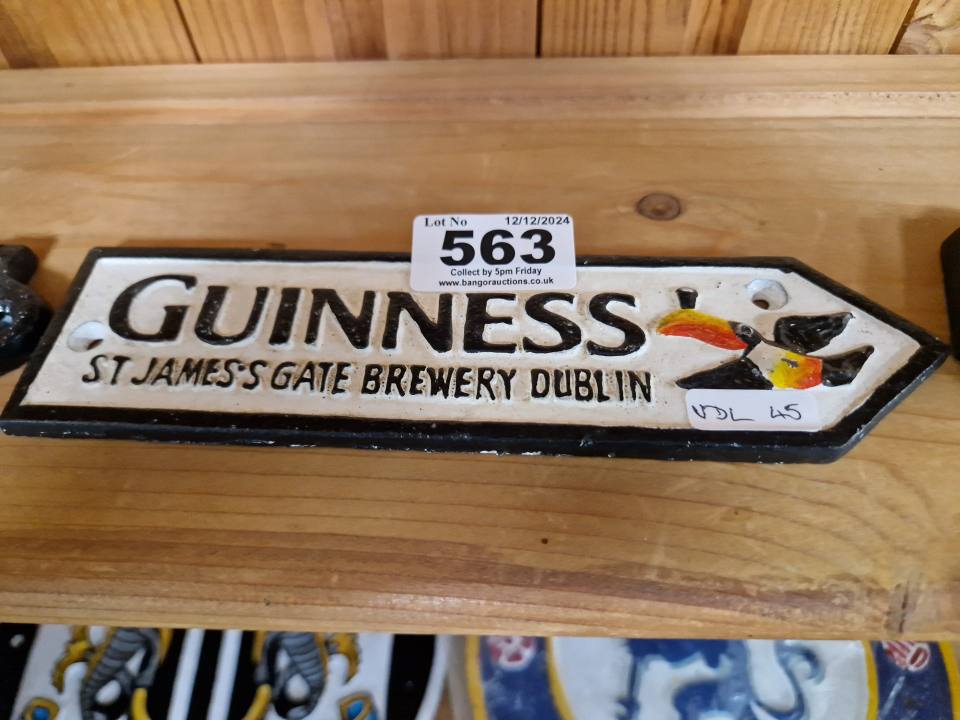 Lot No 12/12/2024
563
Collect by 5pm Friday
www.bangorauctions.co.uk
GUINNESS
ST JAMES'S GATE BREWERY DUBLIN
VDL 45